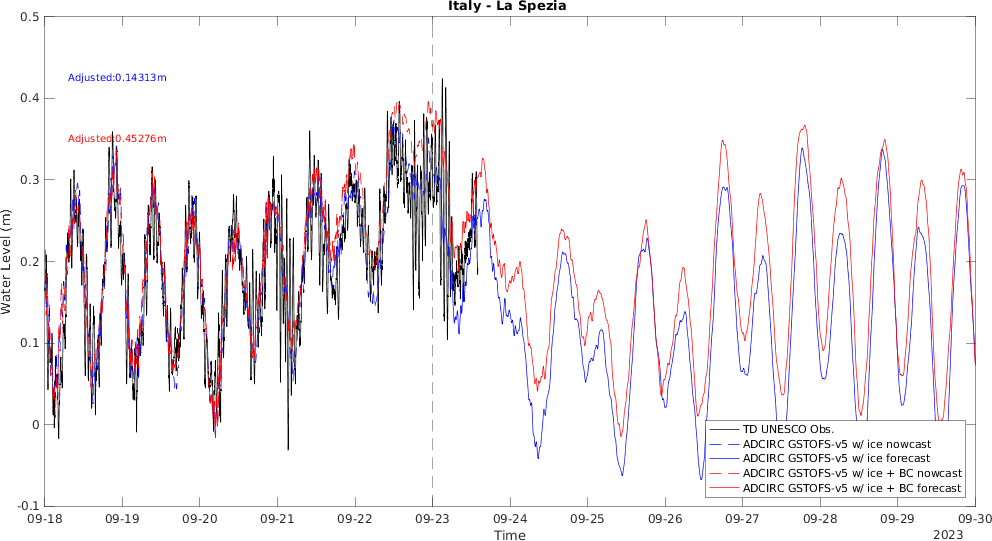 Italy - La Spezia
0.5
0.4
0.3
0.2
0.1
0
-0.1
Water Level (m)
Adjusted:0.14313m
Adjusted:0.45276m
TD UNESCO Obs.
ADCIRC GSTOFS-v5 w/ ice nowcast
ADCIRC GSTOFS-v5 w/ ice forecast
ADCIRC GSTOFS-v5 w/ ice + BC nowcast
ADCIRC GSTOFS-v5 w/ ice + BC forecast
09-18 09-19 09-20 09-21 09-22 09-23 09-24 09-25 09-26 09-27 09-28 09-29 09-30
Time
2023